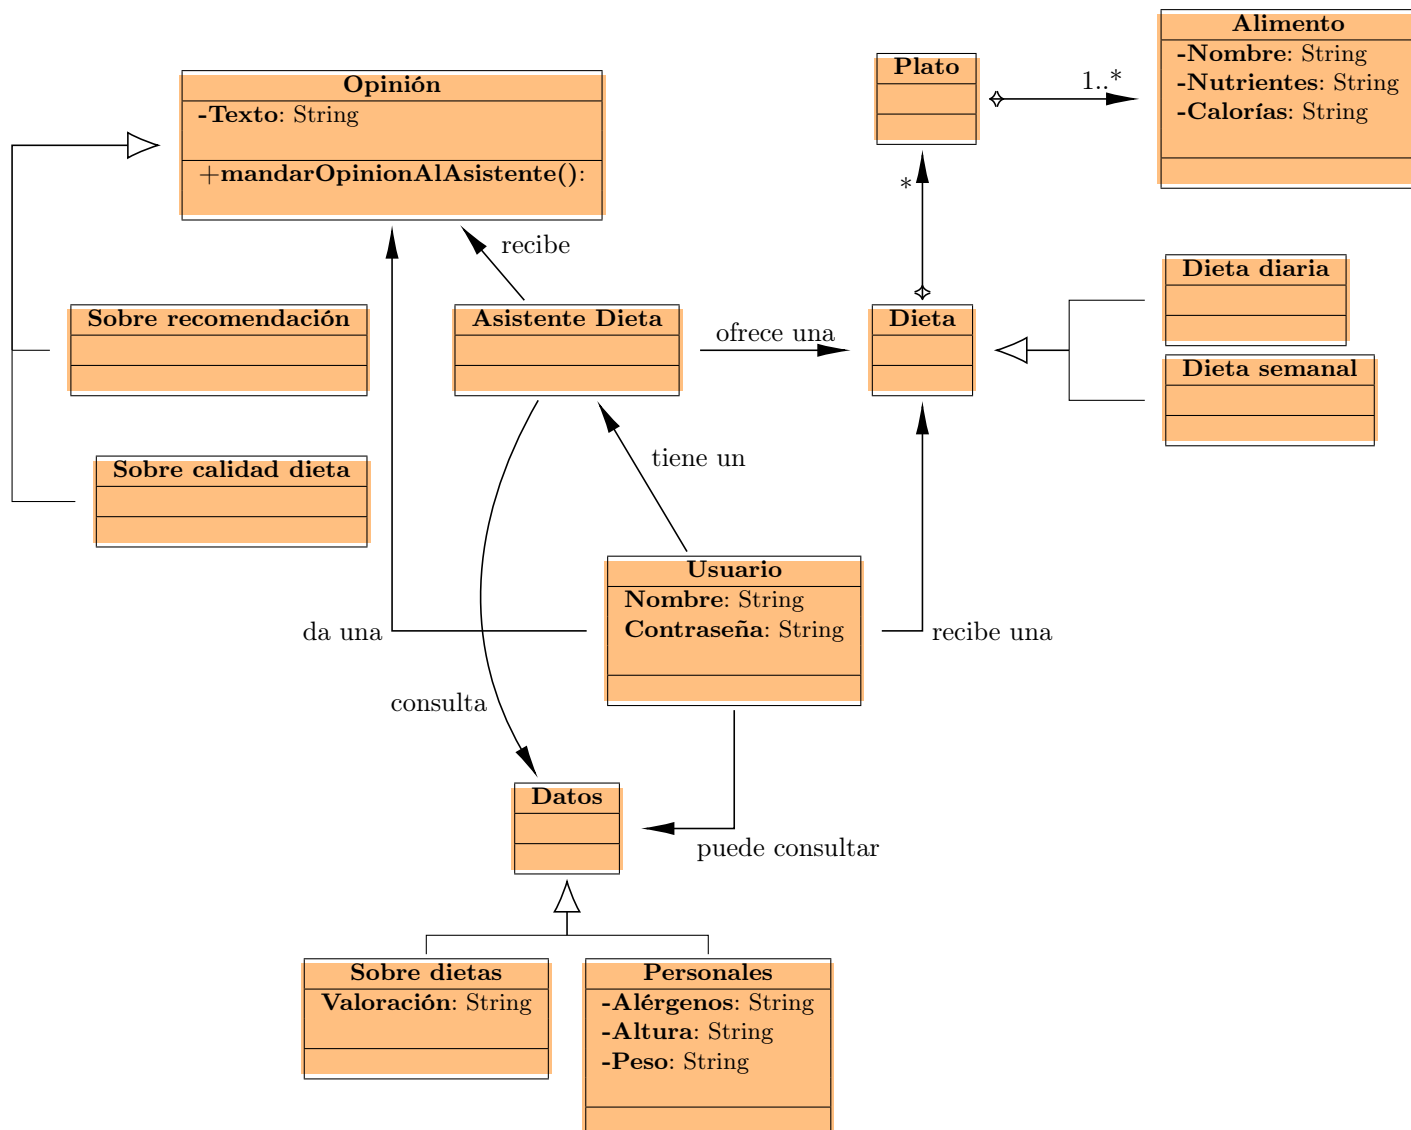 Opinión
-Texto: String
+mandarOpinionAlAsistente():
Plato
1..*
Alimento
-Nombre: String
-Nutrientes: String
-Calorías: String
*
recibe
Sobre recomendación
Asistente Dieta
ofrece una
Dieta
Dieta diaria
Dieta semanal
Sobre calidad dieta
tiene un
Usuario
Nombre: String
Contraseña: String
da una
recibe una
consulta
Datos
puede consultar
Sobre dietas
Valoración: String
Personales
-Alérgenos: String
-Altura: String
-Peso: String